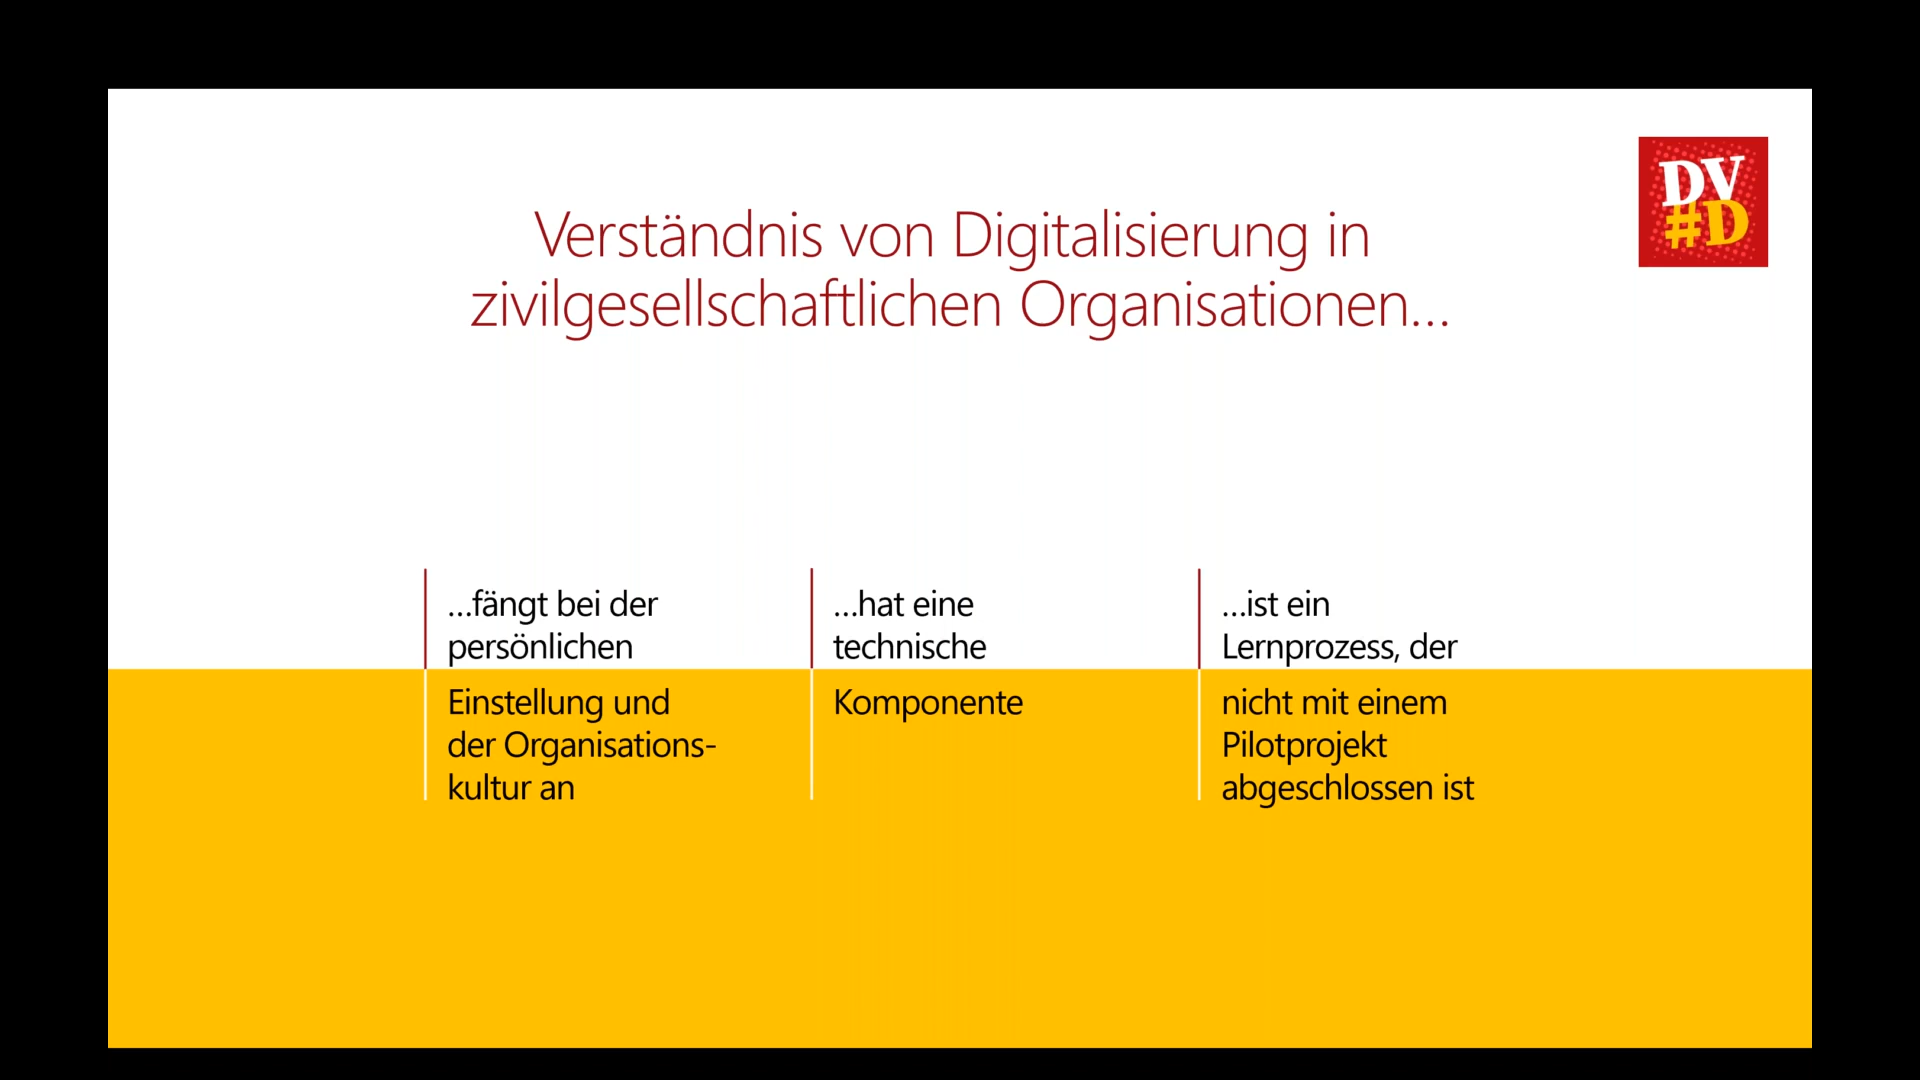 DV
#D
Verständnis von Digitalisierung in
zivilgesellschaftlichen Organisationen...
...fängt bei der
persönlichen
Einstellung und
der Organisations-
kultur an
...hat eine
technische
Komponente
...ist ein
Lernprozess, der
nicht mit einem
Pilotprojekt
abgeschlossen ist